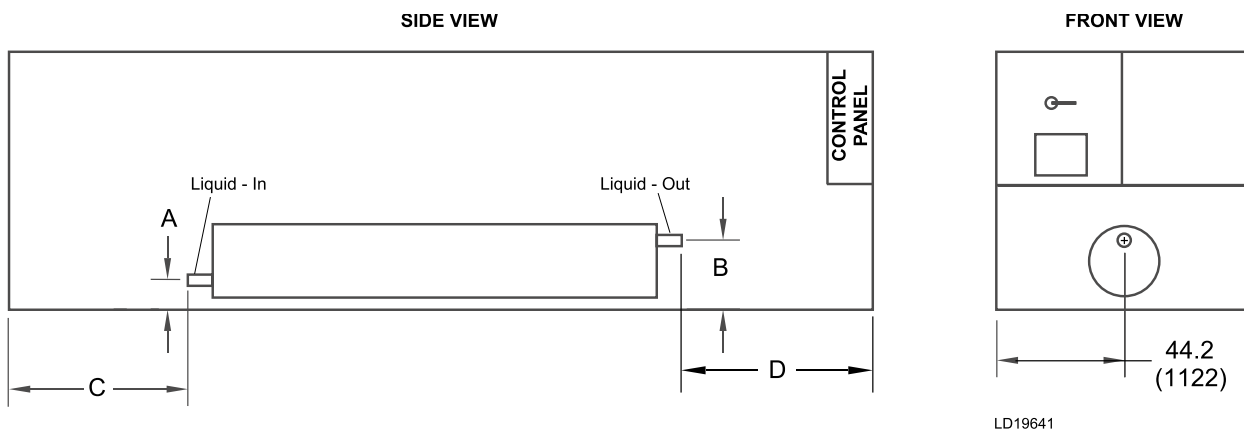 SIDE VIEW
FRONT VIEW
CONTROL
PANEL
Liquid - In
Liquid - Out
A
B
C
D
44.2
(1122)
LD19641